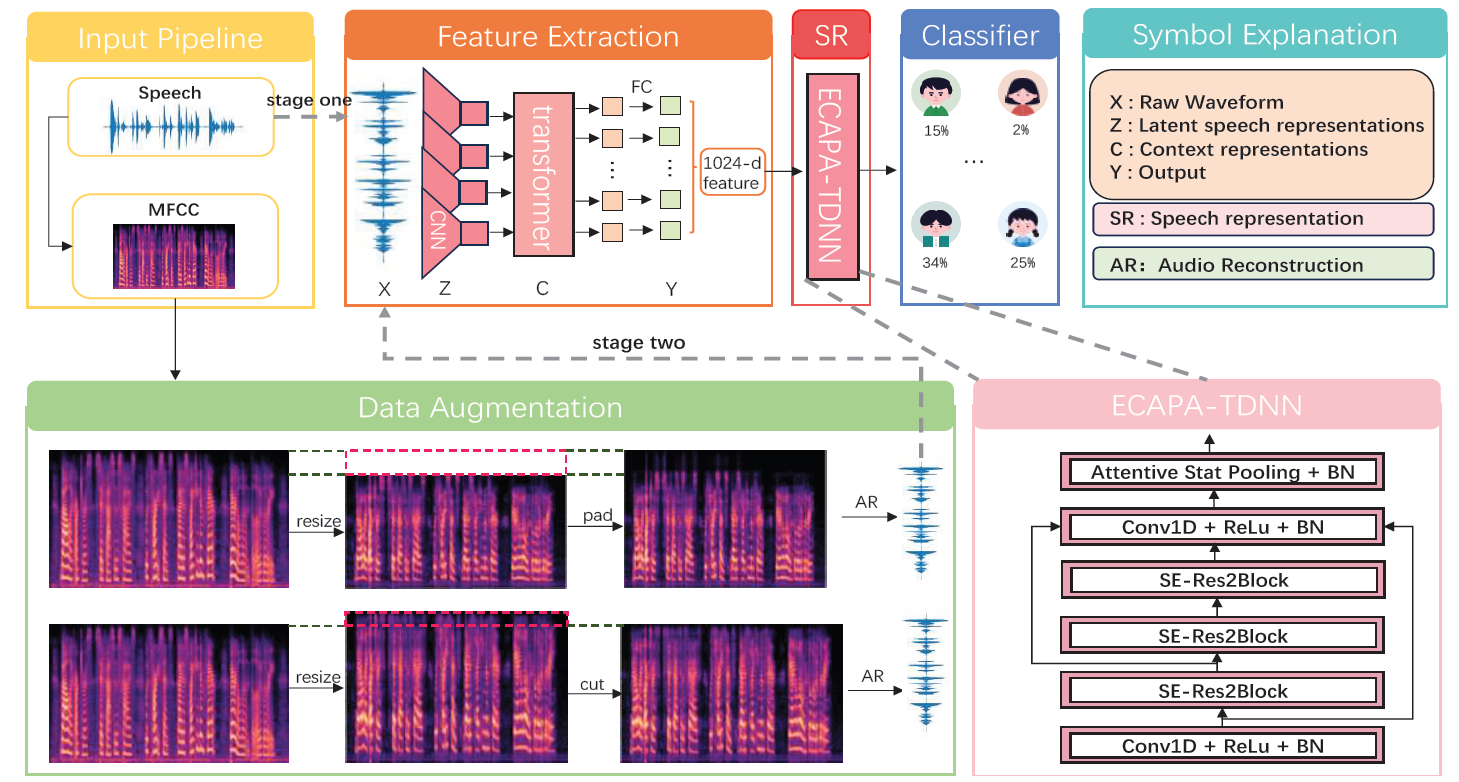 Input Pipeline
Speech
MFCC
stage one
Feature Extraction
CNN
transformer
FC
1024-d
feature
X
Z
C
Y
SR
ECAPA-TDNN
Classifier
15%
2%
...
34%
25%
Symbol Explanation
X : Raw Waveform
Z : Latent speech representations
C : Context representations
Y : Output
SR : Speech representation
AR: Audio Reconstruction
stage two
Data Augmentation
resize
pad
AR
resize
cut
AR
ECAPA-TDNN
Attentive Stat Pooling + BN
Conv1D + ReLu + BN
SE-Res2Block
SE-Res2Block
SE-Res2Block
Conv1D + ReLu + BN